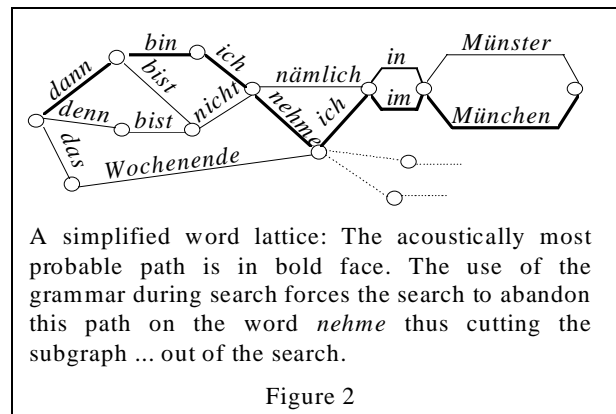 dann
bin
ich
bist
nicht
denn
bist
das
Wochenende
nämlich
nehme
ich
in
im
Münster
München
A simplified word lattice: The acoustically most
probable path is in bold face. The use of the
grammar during search forces the search to abandon
this path on the word nehme thus cutting the
subgraph ... out of the search.
Figure 2